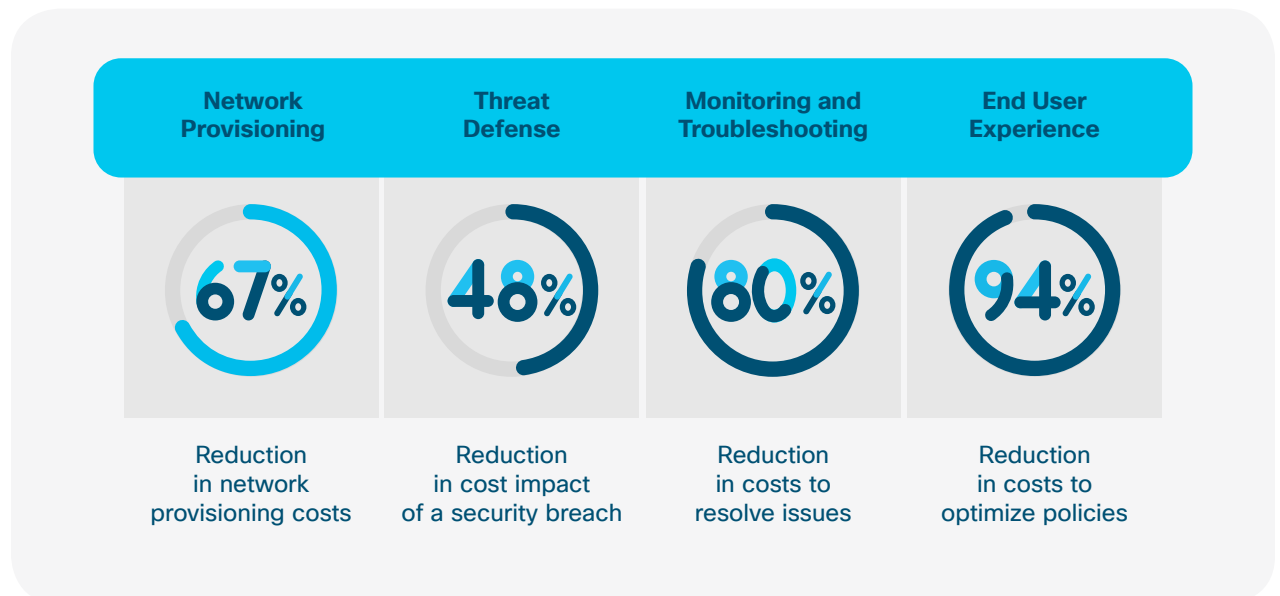 Network
Provisioning
Threat
Defense
Monitoring and
Troubleshooting
End User
Experience
67%
48%
80%
94%
Reduction
in network
provisioning costs
Reduction
in cost impact
of a security breach
Reduction
in costs to
resolve issues
Reduction
in costs to
optimize policies